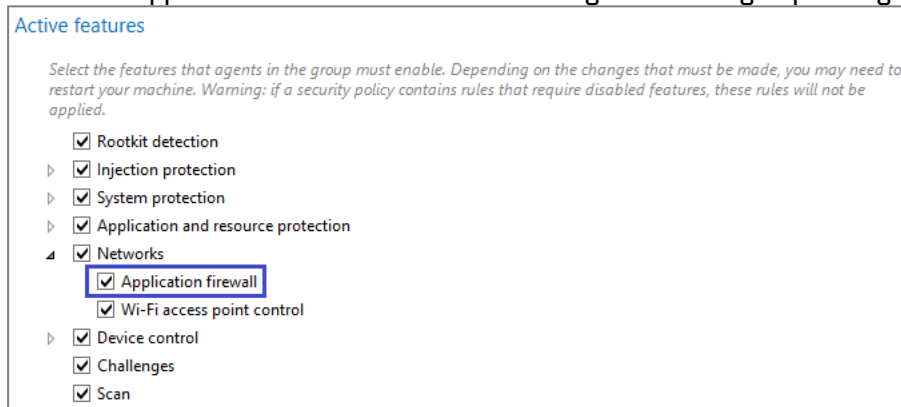 Active features
Select the features that agents in the group must enable. Depending on the changes that must be made, you may need to
restart your machine. Warning: if a security policy contains rules that require disabled features, these rules will not be
applied.
Rootkit detection
Injection protection
System protection
Application and resource protection
Networks
Application firewall
Wi-Fi access point control
Device control
Challenges
Scan